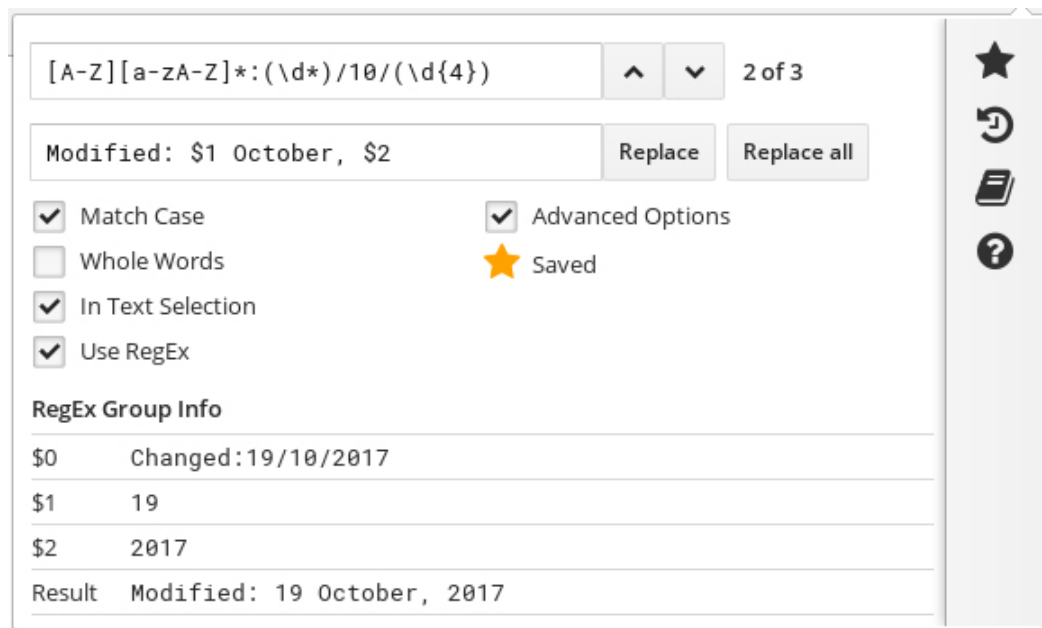 [A-Z][a-zA-Z]*:(\d*)/10/(\d{4}) 2 of 3
Modified: $1 October, $2 Replace Replace all
Match Case Advanced Options
Whole Words Saved
In Text Selection
Use RegEx
RegEx Group Info
$0 Changed:19/10/2017
$1 19
$2 2017
Result Modified: 19 October, 2017